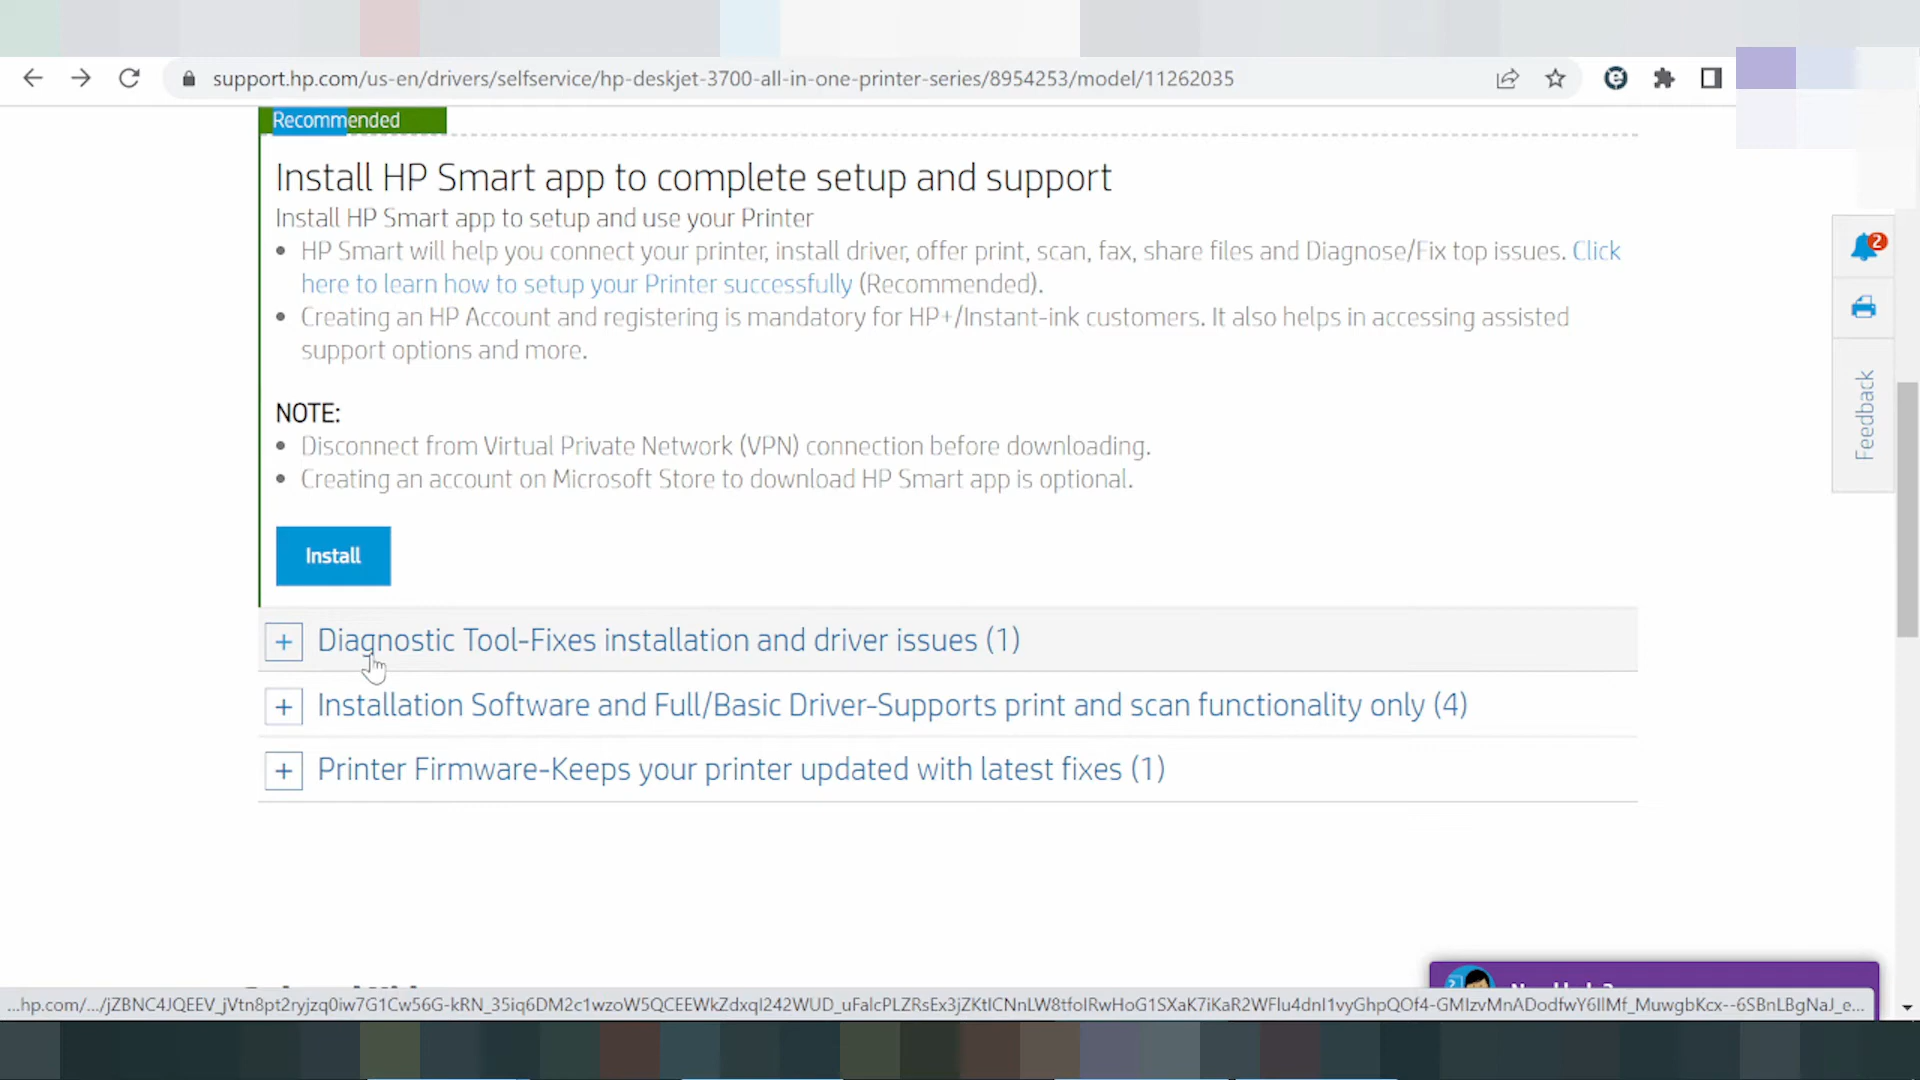 support.hp.com/us-en/drivers/selfservice/hp-deskjet-3700-all-in-one-printer-series/8954253/model/11262035
Recommended
Install HP Smart app to complete setup and support
Install HP Smart app to setup and use your Printer
HP Smart will help you connect your printer, install driver, offer print, scan, fax, share files and Diagnose/Fix top issues. Click
here to learn how to setup your Printer successfully (Recommended).
Creating an HP Account and registering is mandatory for HP+/Instant-ink customers. It also helps in accessing assisted
support options and more.
NOTE:
Disconnect from Virtual Private Network (VPN) connection before downloading.
Creating an account on Microsoft Store to download HP Smart app is optional.
Install
+ Diagnostic Tool-Fixes installation and driver issues (1)
+ Installation Software and Full/Basic Driver-Supports print and scan functionality only (4)
+ Printer Firmware-Keeps your printer updated with latest fixes (1)
2
Feedback